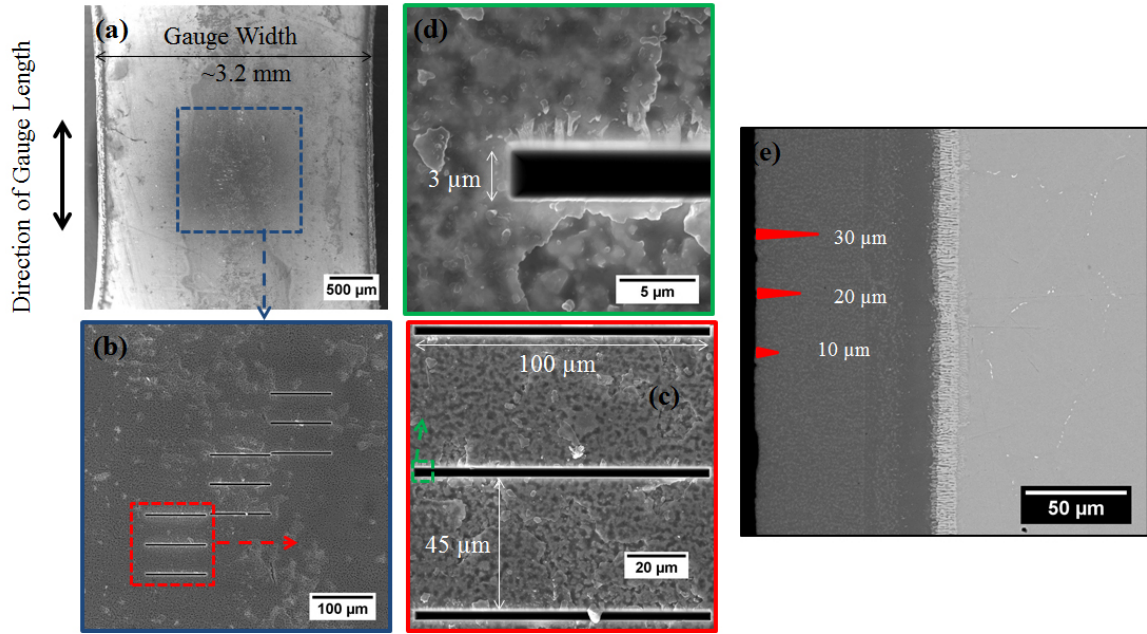 Direction of Gauge Length
(a)
Gauge Width
~3.2 mm
500 µm
(b)
100 µm
(d)
3 µm
5 µm
100 µm
(c)
45 µm
20 µm
(e)
30 µm
20 µm
10 µm
50 µm